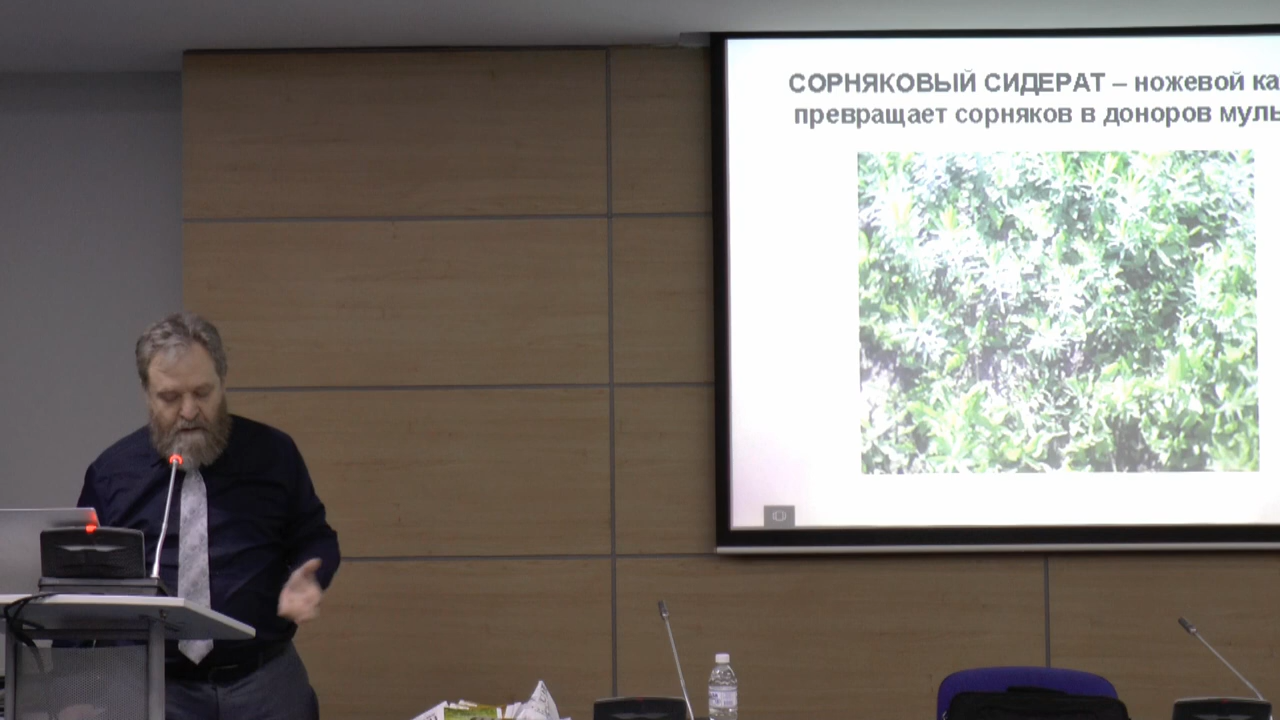 СОРНЯКОВЫЙ СИДЕРАТ – ножевой ка
превращает сорняков в доноров муль